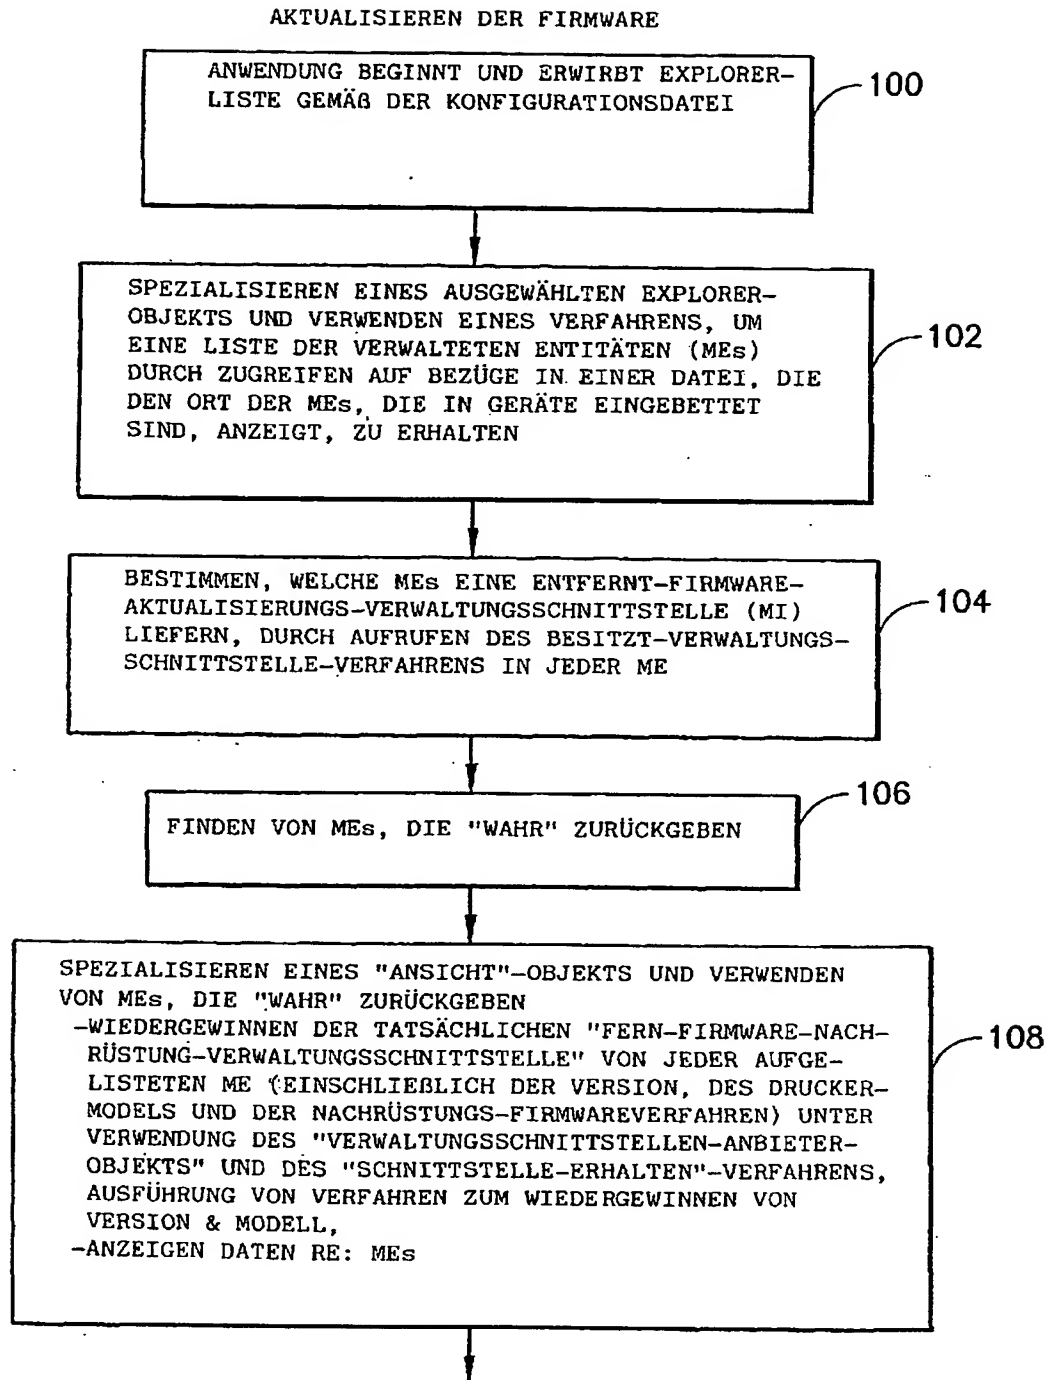 AKTUALISIEREN DER FIRMWARE
ANWENDUNG BEGINNT UND ERWIRBT EXPLORER-
LISTE GEMÄß DER KONFIGURATIONSDATEI
100
SPEZIALISIEREN EINES AUSGEWÄHLTEN EXPLORER-
OBJEKTS UND VERWENDEN EINES VERFAHRENS, UM
EINE LISTE DER VERWALTETEN ENTITÄTEN (MEs)
DURCH ZUGREIFEN AUF BEZÜGE IN EINER DATEI, DIE
DEN ORT DER MEs, DIE IN GERÄTE EINGEBETTET
SIND, ANZEIGT, ZU ERHALTEN
102
BESTIMMEN, WELCHE MEs EINE ENTFERNT-FIRMWARE-
AKTUALISIERUNGS-VERWALTUNGSSCHNITTSTELLE (MI)
LIEFERN, DURCH AUFRUFEN DES BESITZT-VERWALTUNGS-
SCHNITTSTELLE-VERFAHRENS IN JEDER ME
104
FINDEN VON MEs, DIE "WAHR" ZURÜCKGEBEN
106
SPEZIALISIEREN EINES "ANSICHT"-OBJEKTS UND VERWENDEN
VON MEs, DIE "WAHR" ZURÜCKGEBEN
-WIEDERGEWINNEN DER TATSÄCHLICHEN "FERN-FIRMWARE-NACH-
RÜSTUNG-VERWALTUNGSSCHNITTSTELLE" VON JEDER AUFGE-
LISTETEN ME (EINSCHLIEßLICH DER VERSION, DES DRUCKER-
MODELS UND DER NACHRÜSTUNGS-FIRMWAREVERFAHREN) UNTER
VERWENDUNG DES "VERWALTUNGSSCHNITTSTELLEN-ANBIETER-
OBJEKTS" UND DES "SCHNITTSTELLE-ERHALTEN"-VERFAHRENS,
AUSFÜHRUNG VON VERFAHREN ZUM WIEDERGEWINNEN VON
VERSION & MODELL,
-ANZEIGEN DATEN RE: MEs
108